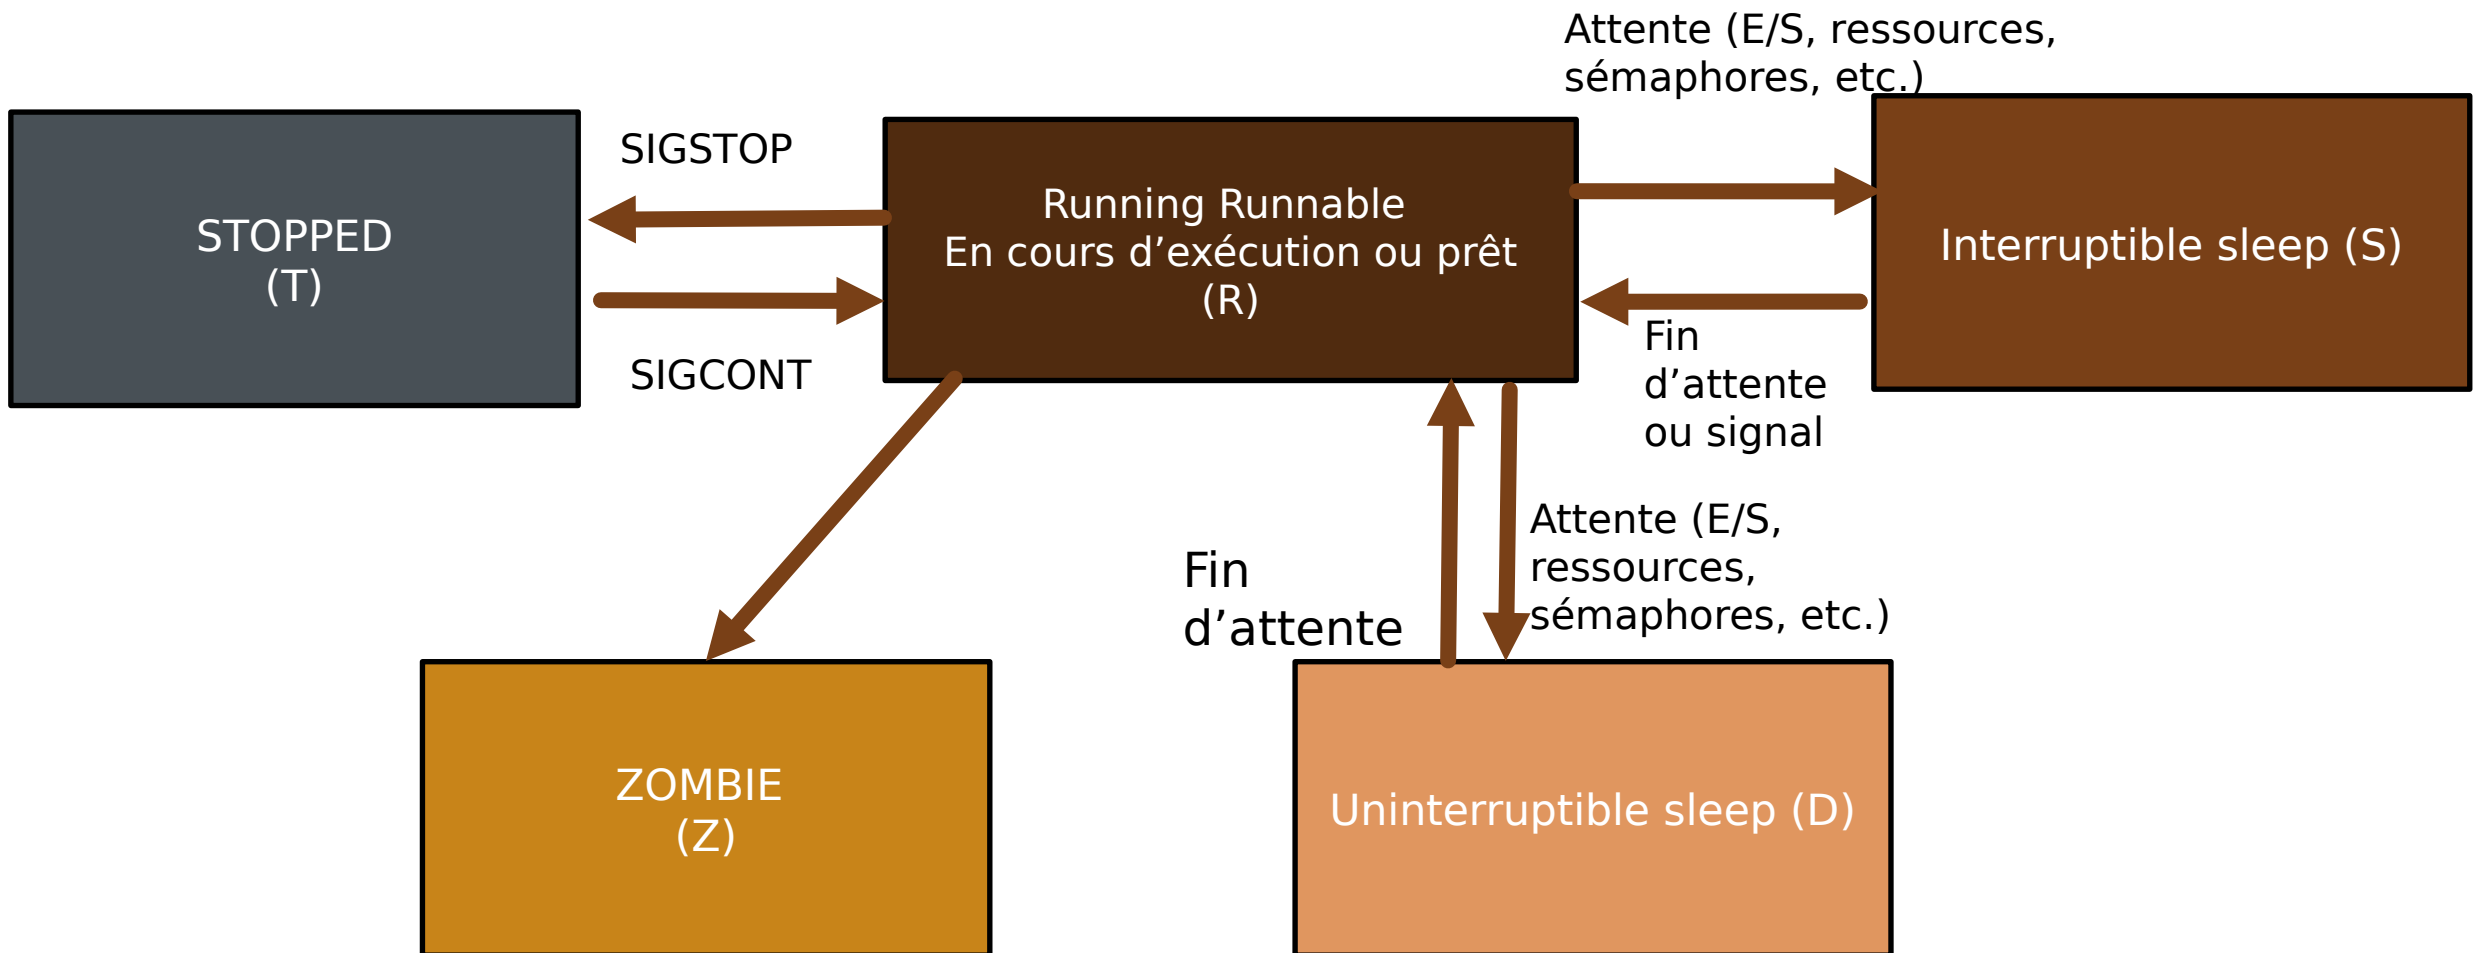 Attente (E/S, ressources,
sémaphores, etc.)
SIGSTOP
STOPPED
(T)
SIGCONT
Running Runnable
En cours d’exécution ou prêt
(R)
Interruptible sleep (S)
Fin
d’attente
ou signal
Attente (E/S,
ressources,
sémaphores, etc.)
Fin
d’attente
ZOMBIE
(Z)
Uninterruptible sleep (D)